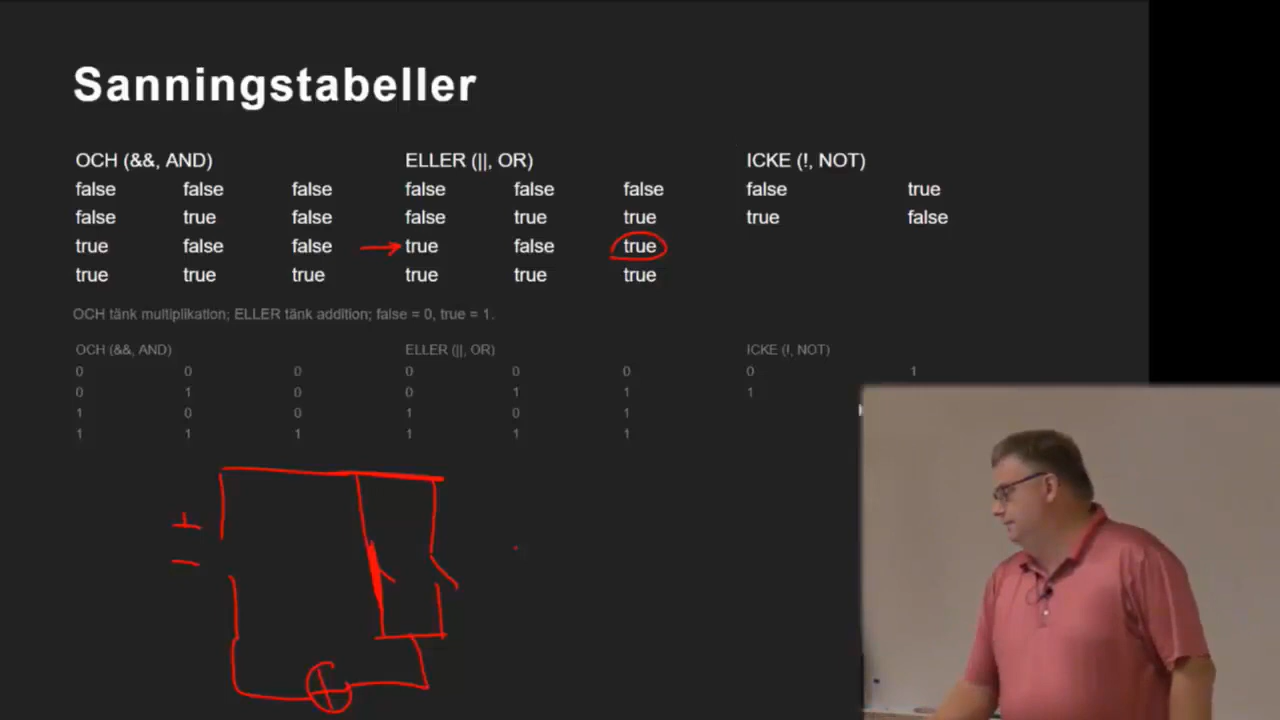 Sanningstabeller
OCH (&&, AND) ELLER (||, OR) ICKE (!, NOT)
false false false false false false false true
false true false false true true true false
true false false true false true
true true true true true true
OCH tänk multiplikation; ELLER tänk addition; false = 0, true = 1.
OCH (&&, AND) ELLER (||, OR) ICKE (!, NOT)
0 0 0 0 0 0 0 1
0 1 0 0 1 1 1
1 0 0 1 0 1
1 1 1 1 1 1